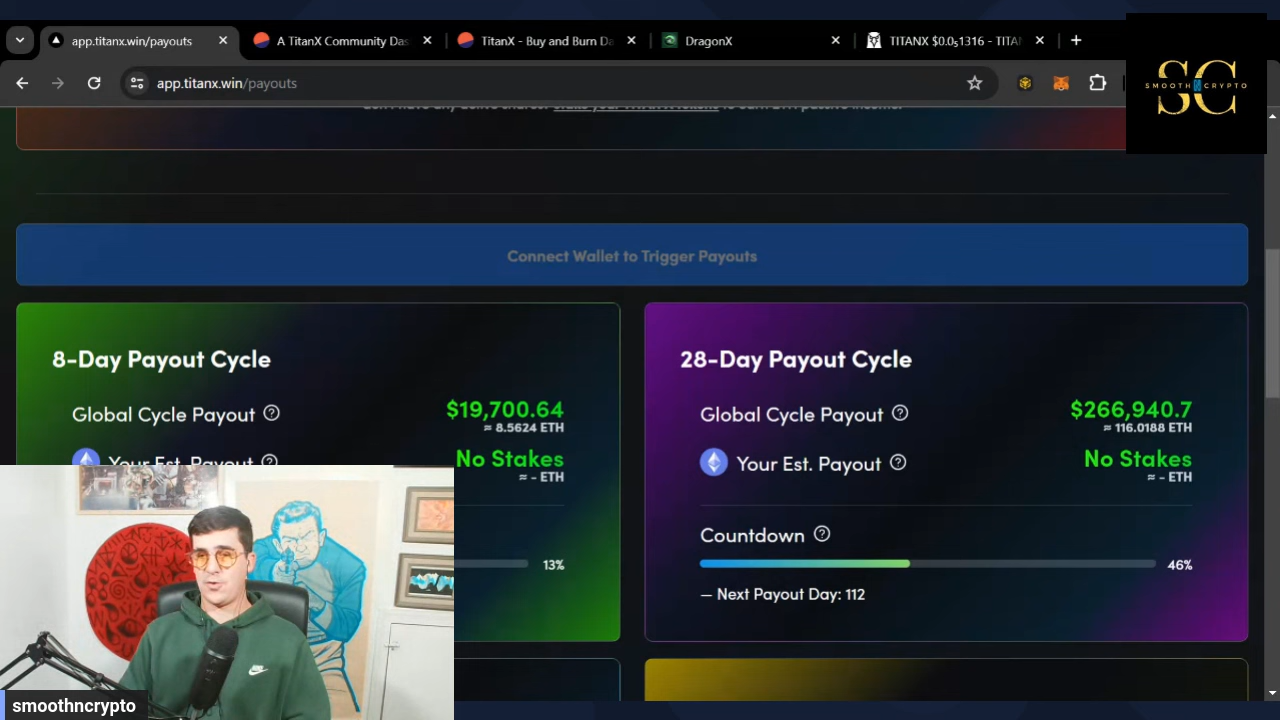 app.titanx.win/payouts
A TitanX Community Das
TitanX - Buy and Burn Da
DragonX
TITANX $0.0₅1316 - TITA
app.titanx.win/payouts
SC
SMOOTH N CRYPTO
Connect Wallet to Trigger Payouts
8-Day Payout Cycle
Global Cycle Payout
$19,700.64
≈ 8.5624 ETH
Your Est. Payout
No Stakes
≈ - ETH
13%
28-Day Payout Cycle
Global Cycle Payout
$266,940.7
≈ 116.0188 ETH
Your Est. Payout
No Stakes
≈ - ETH
Countdown
46%
— Next Payout Day: 112
smoothncrypto